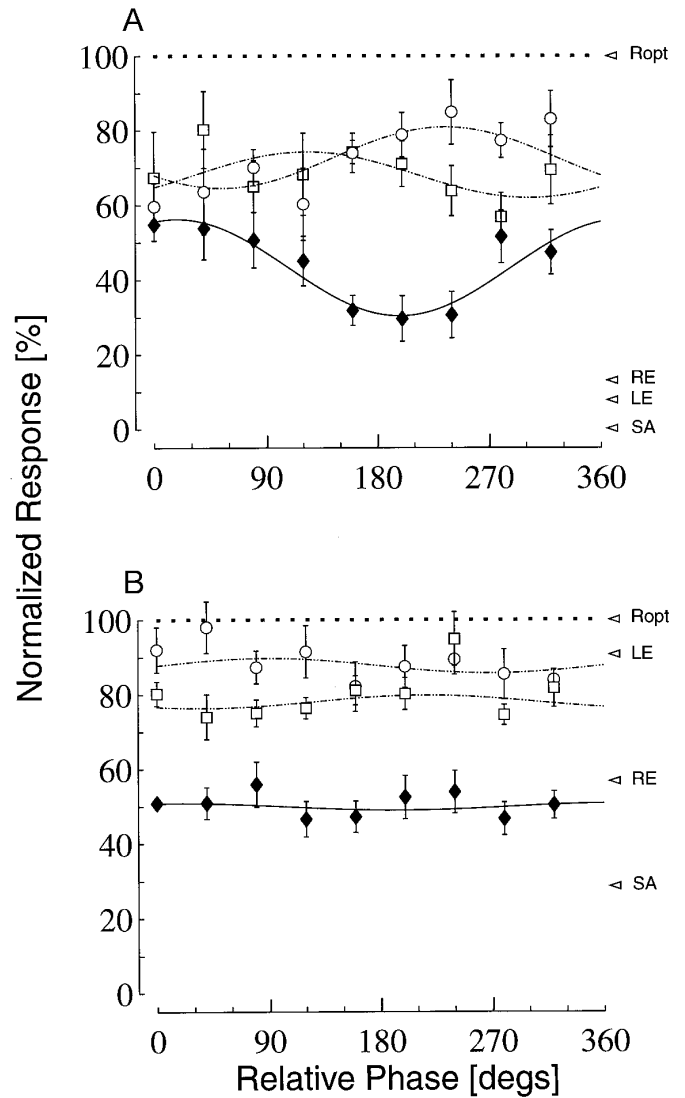 A
100
80
60
40
20
0
Ropt
RE
LE
SA
0 90 180 270 360
Normalized Response [%]
B
100
80
60
40
20
0
Ropt
LE
RE
SA
0 90 180 270 360
Relative Phase [degs]